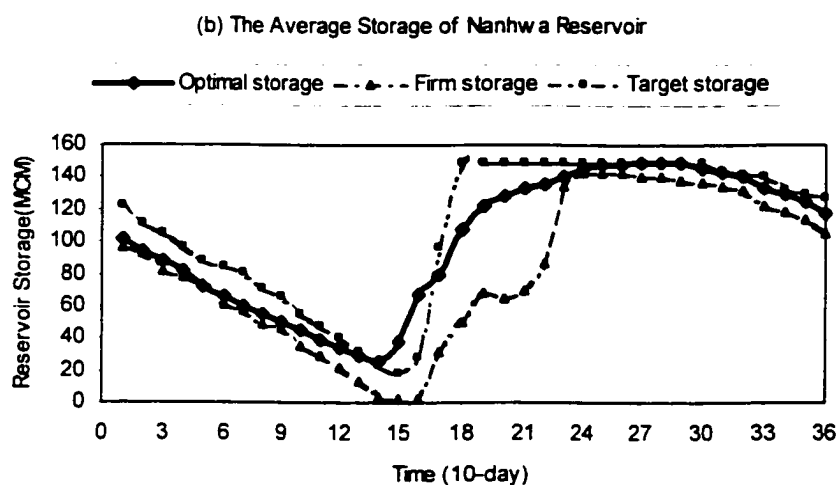 (b) The Average Storage of Nanhwa Reservoir
Optimal storage Firm storage Target storage
Reservoir Storage(MCM)
160
140
120
100
80
60
40
20
0
0 3 6 9 12 15 18 21 24 27 30 33 36
Time (10-day)